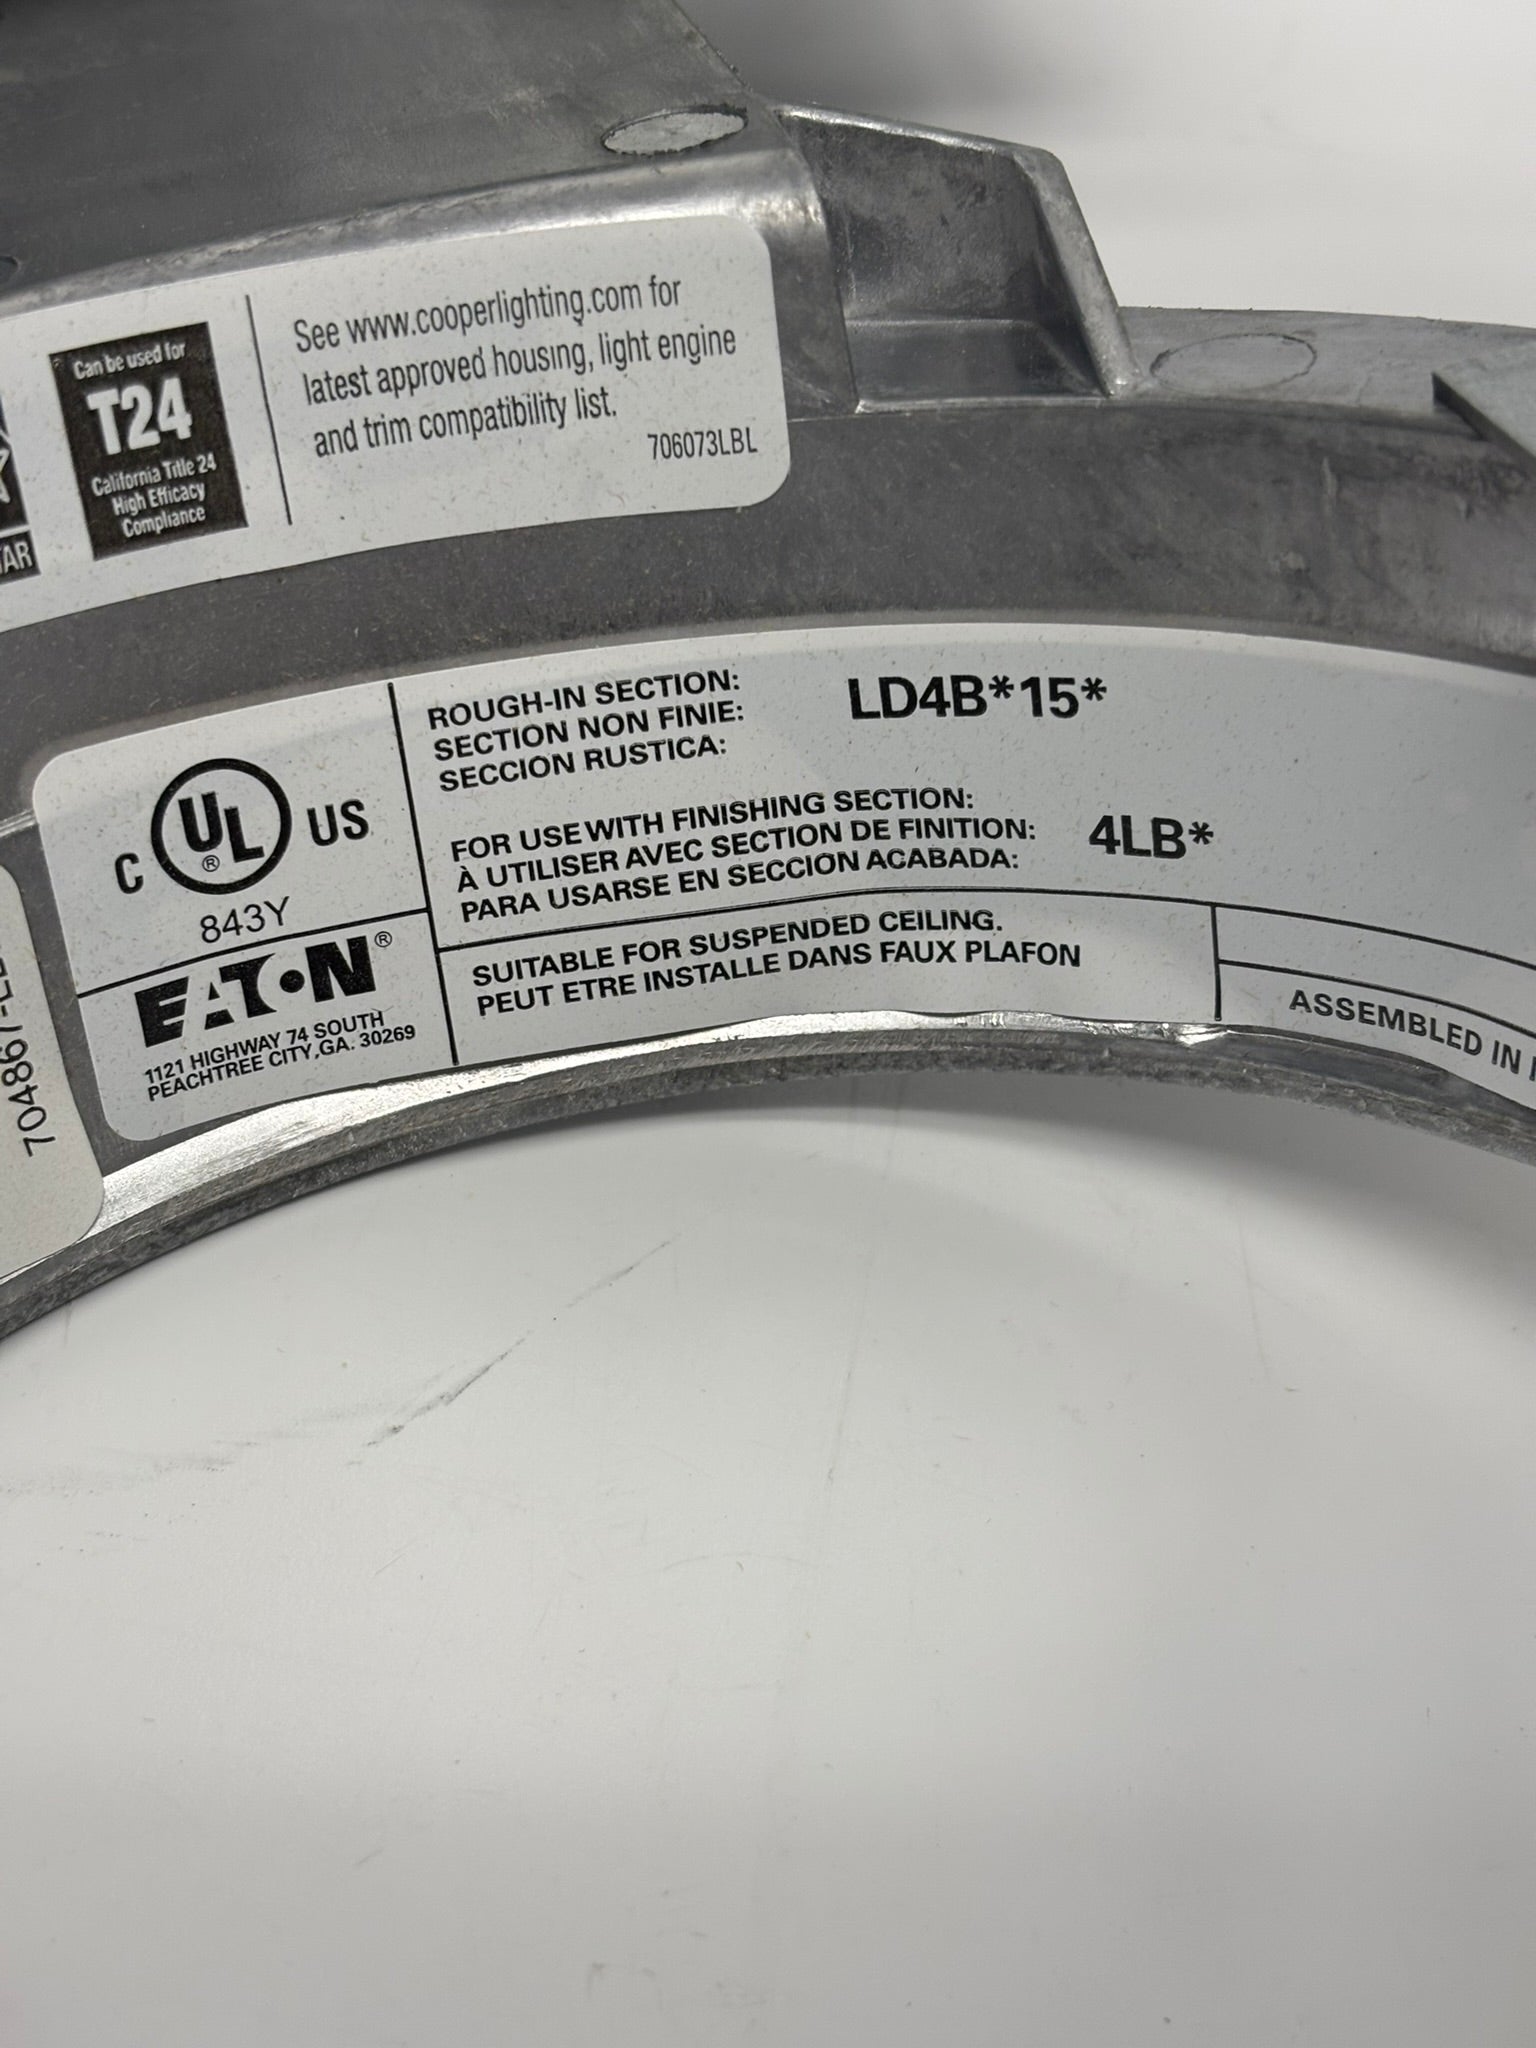 Can be used for
T24
California Title 24
High Efficacy
Compliance
See www.cooperlighting.com for
latest approved housing, light engine
and trim compatibility list.
706073LBL
C UL ® US
843Y
EATON®
1121 HIGHWAY 74 SOUTH
PEACHTREE CITY,GA. 30269
ROUGH-IN SECTION:
SECTION NON FINIE:
SECCION RUSTICA:
LD4B*15*
FOR USE WITH FINISHING SECTION:
À UTILISER AVEC SECTION DE FINITION:
PARA USARSE EN SECCION ACABADA:
4LB*
SUITABLE FOR SUSPENDED CEILING.
PEUT ETRE INSTALLE DANS FAUX PLAFON
ASSEMBLED IN
704867